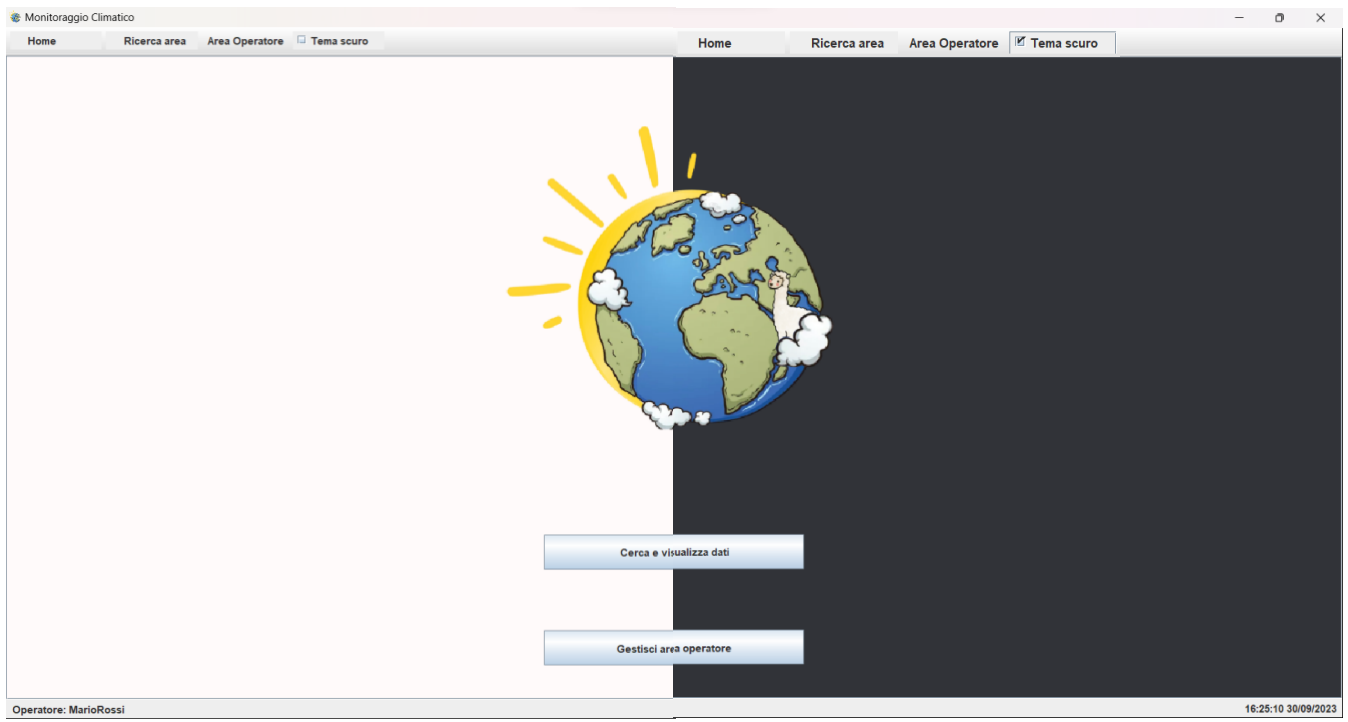 Monitoraggio Climatico
Home Ricerca area Area Operatore Tema scuro
Home Ricerca area Area Operatore Tema scuro
Cerca e visualizza dati
Gestisci area operatore
Operatore: MarioRossi
16:25:10 30/09/2023